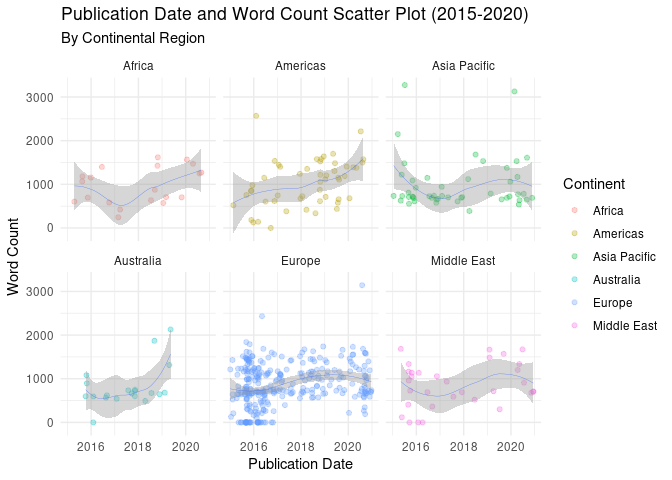 Publication Date and Word Count Scatter Plot (2015-2020)
By Continental Region
Africa
Americas
Asia Pacific
3000
2000
1000
0
Word Count
Australia
Europe
Middle East
3000
2000
1000
0
2016
2018
2020
2016
2018
2020
2016
2018
2020
Publication Date
Continent
Africa
Americas
Asia Pacific
Australia
Europe
Middle East